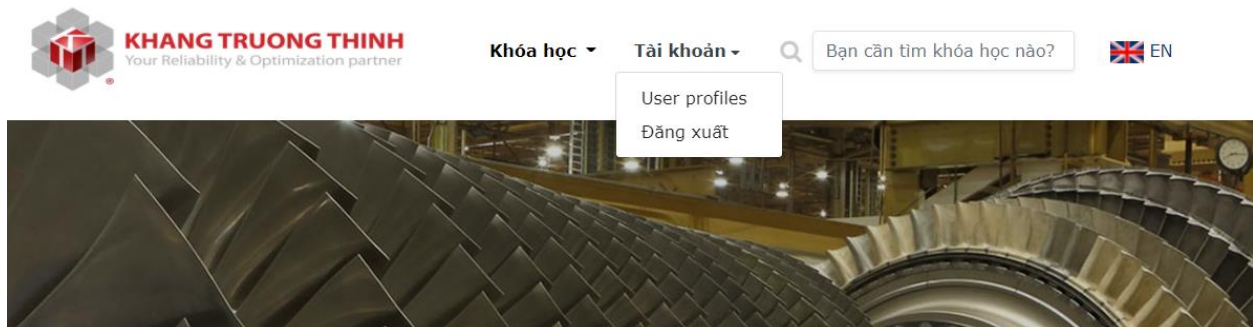 KHANG TRUONG THINH
Your Reliability & Optimization partner
®
Khóa học
Tài khoản
Bạn cần tìm khóa học nào?
EN
User profiles
Đăng xuất